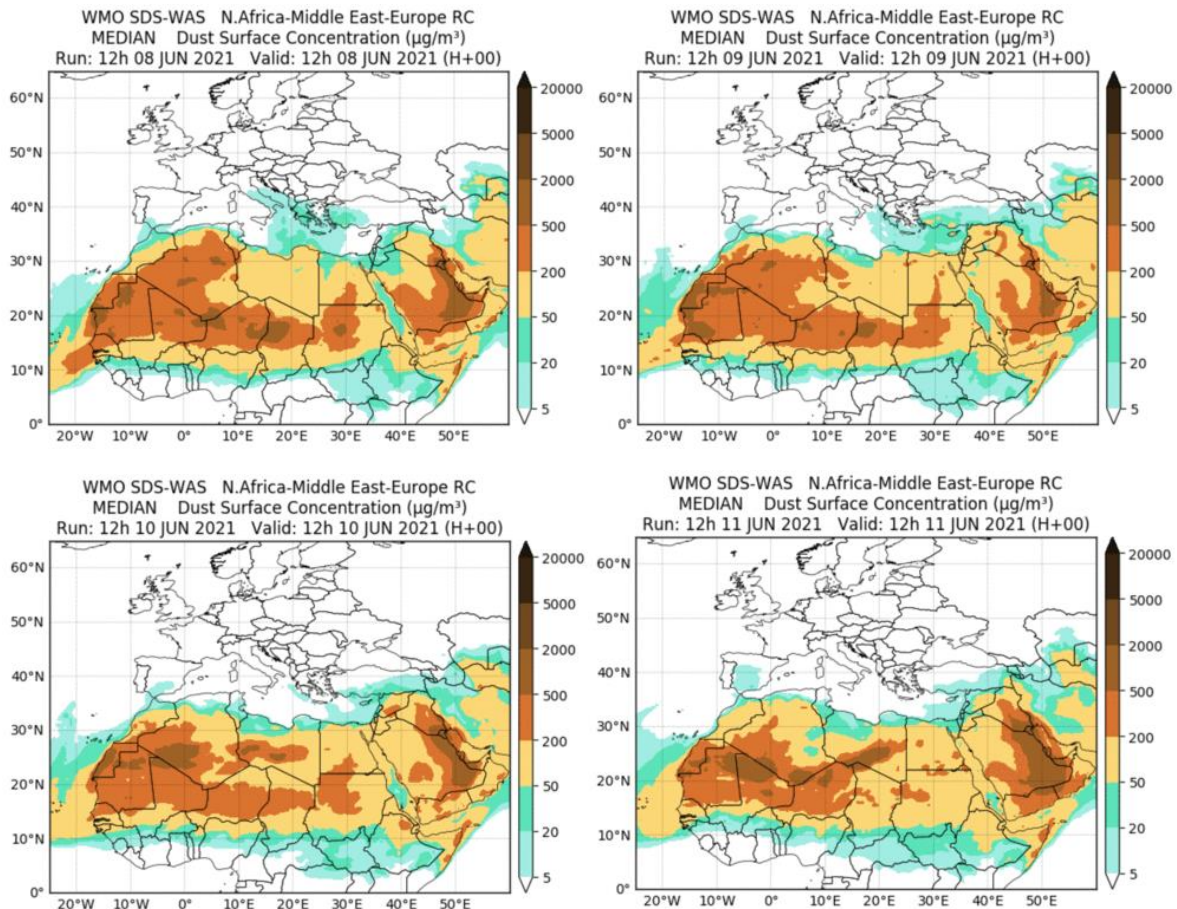 WMO SDS-WAS N.Africa-Middle East-Europe RC
MEDIAN Dust Surface Concentration (µg/m³)
Run: 12h 08 JUN 2021 Valid: 12h 08 JUN 2021 (H+00)
60°N
50°N
40°N
30°N
20°N
10°N
0°
20°W 10°W 0° 10°E 20°E 30°E 40°E 50°E
20000
5000
2000
500
200
50
20
5
WMO SDS-WAS N.Africa-Middle East-Europe RC
MEDIAN Dust Surface Concentration (µg/m³)
Run: 12h 09 JUN 2021 Valid: 12h 09 JUN 2021 (H+00)
60°N
50°N
40°N
30°N
20°N
10°N
0°
20°W 10°W 0° 10°E 20°E 30°E 40°E 50°E
20000
5000
2000
500
200
50
20
5
WMO SDS-WAS N.Africa-Middle East-Europe RC
MEDIAN Dust Surface Concentration (µg/m³)
Run: 12h 10 JUN 2021 Valid: 12h 10 JUN 2021 (H+00)
60°N
50°N
40°N
30°N
20°N
10°N
0°
20°W 10°W 0° 10°E 20°E 30°E 40°E 50°E
20000
5000
2000
500
200
50
20
5
WMO SDS-WAS N.Africa-Middle East-Europe RC
MEDIAN Dust Surface Concentration (µg/m³)
Run: 12h 11 JUN 2021 Valid: 12h 11 JUN 2021 (H+00)
60°N
50°N
40°N
30°N
20°N
10°N
0°
20°W 10°W 0° 10°E 20°E 30°E 40°E 50°E
20000
5000
2000
500
200
50
20
5